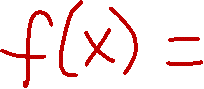 f(x) =